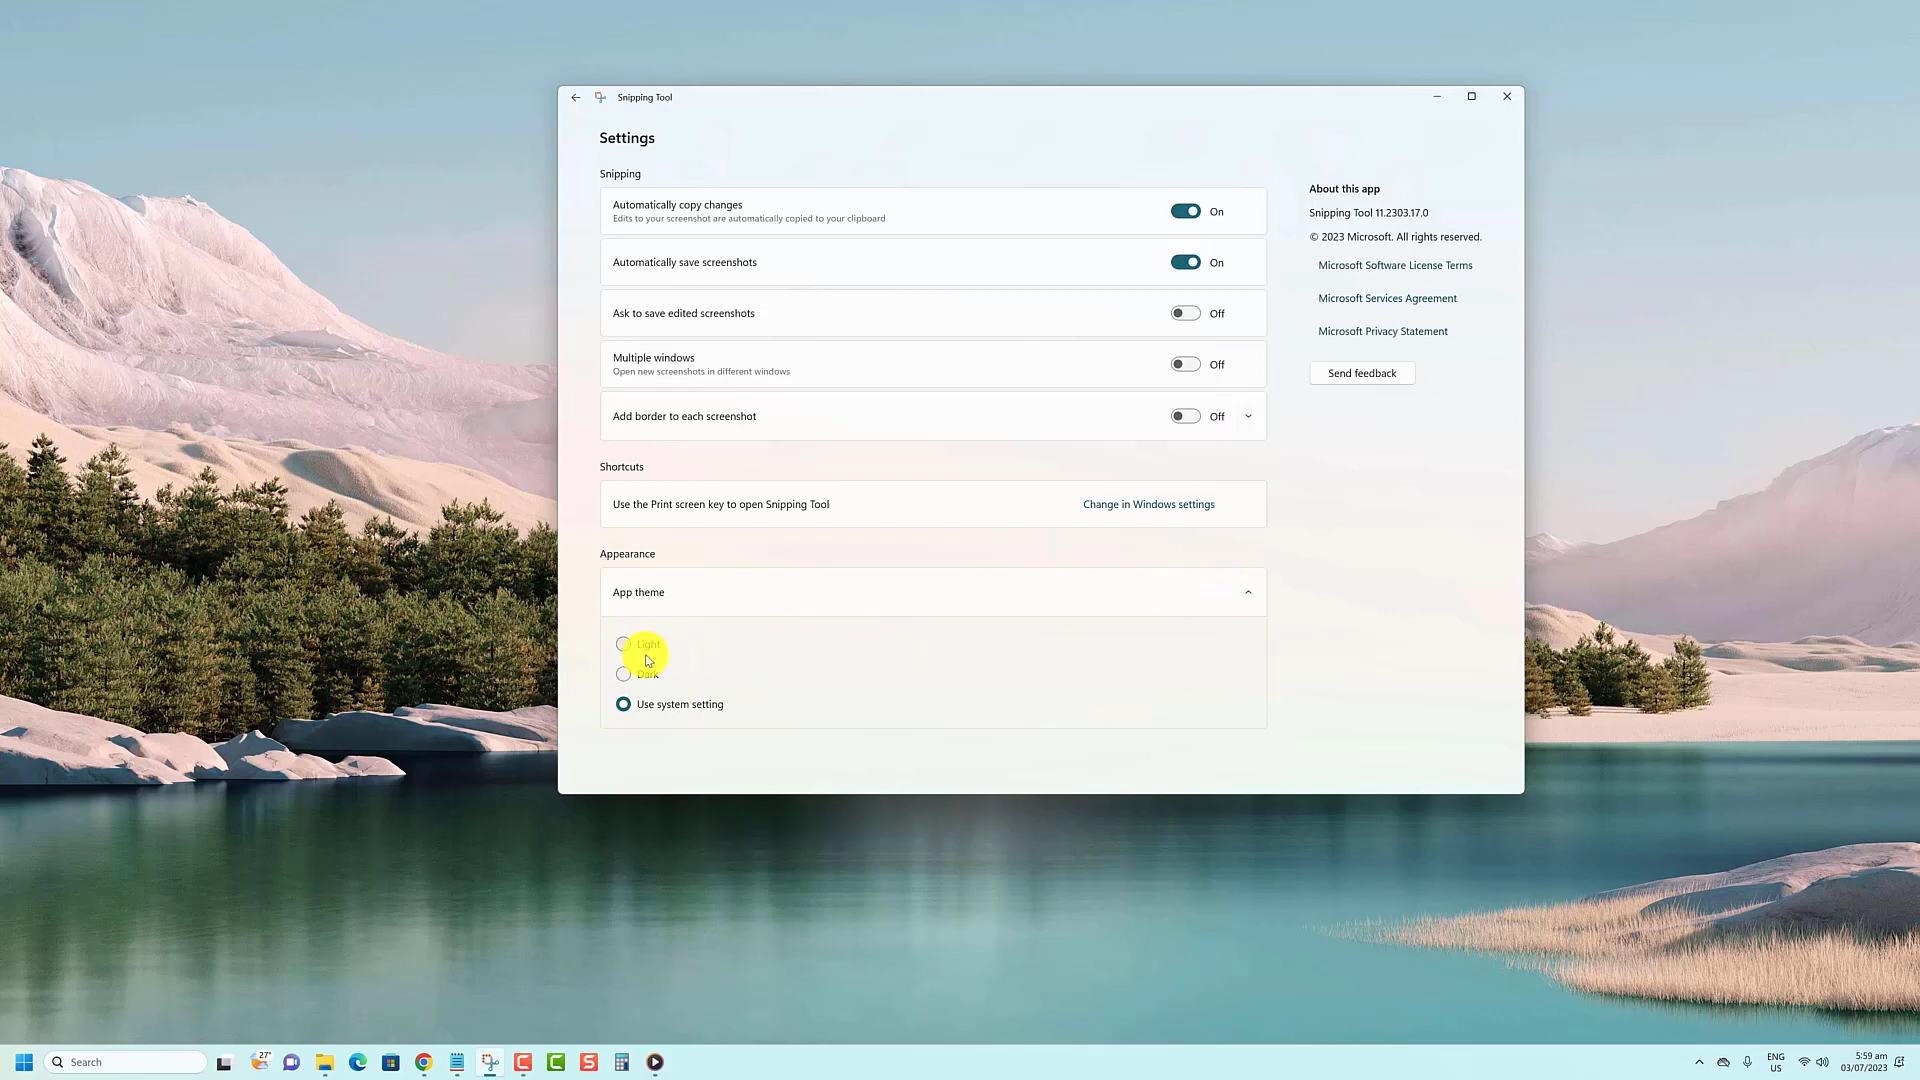 Snipping Tool
Settings
Snipping
Automatically copy changes
Edits to your screenshot are automatically copied to your clipboard
On
Automatically save screenshots
On
Ask to save edited screenshots
Off
Multiple windows
Open new screenshots in different windows
Off
Add border to each screenshot
Off
Shortcuts
Use the Print screen key to open Snipping Tool
Change in Windows settings
Appearance
App theme
Light
Dark
Use system setting
About this app
Snipping Tool 11.2303.17.0
© 2023 Microsoft. All rights reserved.
Microsoft Software License Terms
Microsoft Services Agreement
Microsoft Privacy Statement
Send feedback
Search
27°
S
ENG
US
5:59 am
03/07/2023